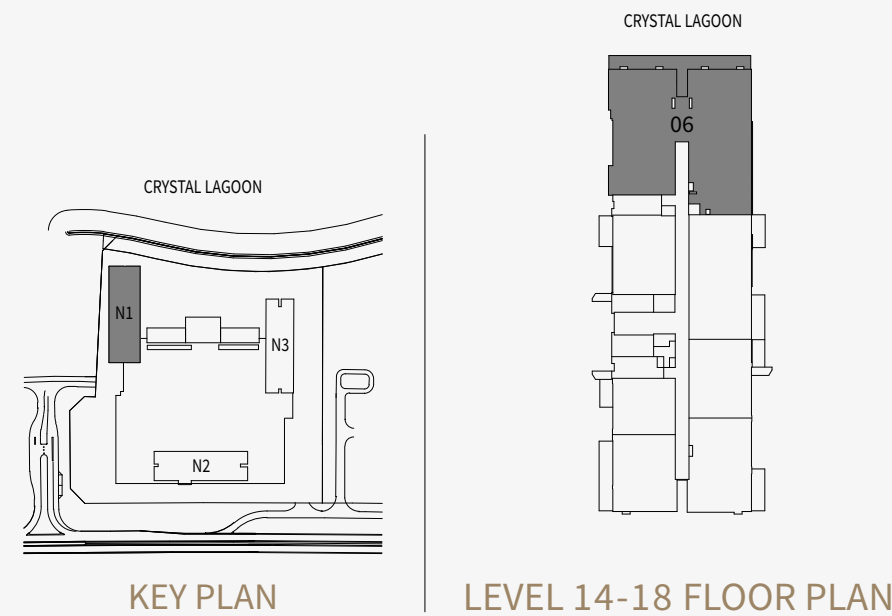 CRYSTAL LAGOON
N1
N3
N2
KEY PLAN
CRYSTAL LAGOON
06
LEVEL 14-18 FLOOR PLAN